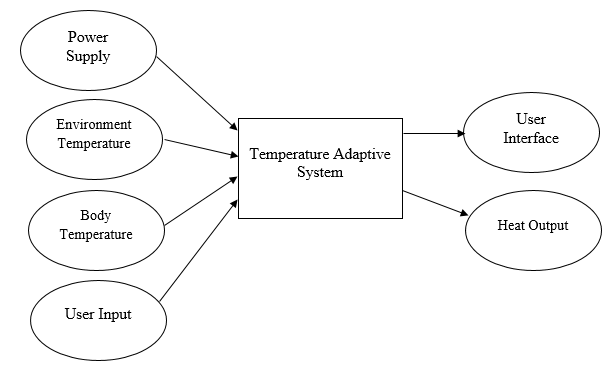 Power
Supply
Environment
Temperature
Body
Temperature
User Input
Temperature Adaptive
System
User
Interface
Heat Output